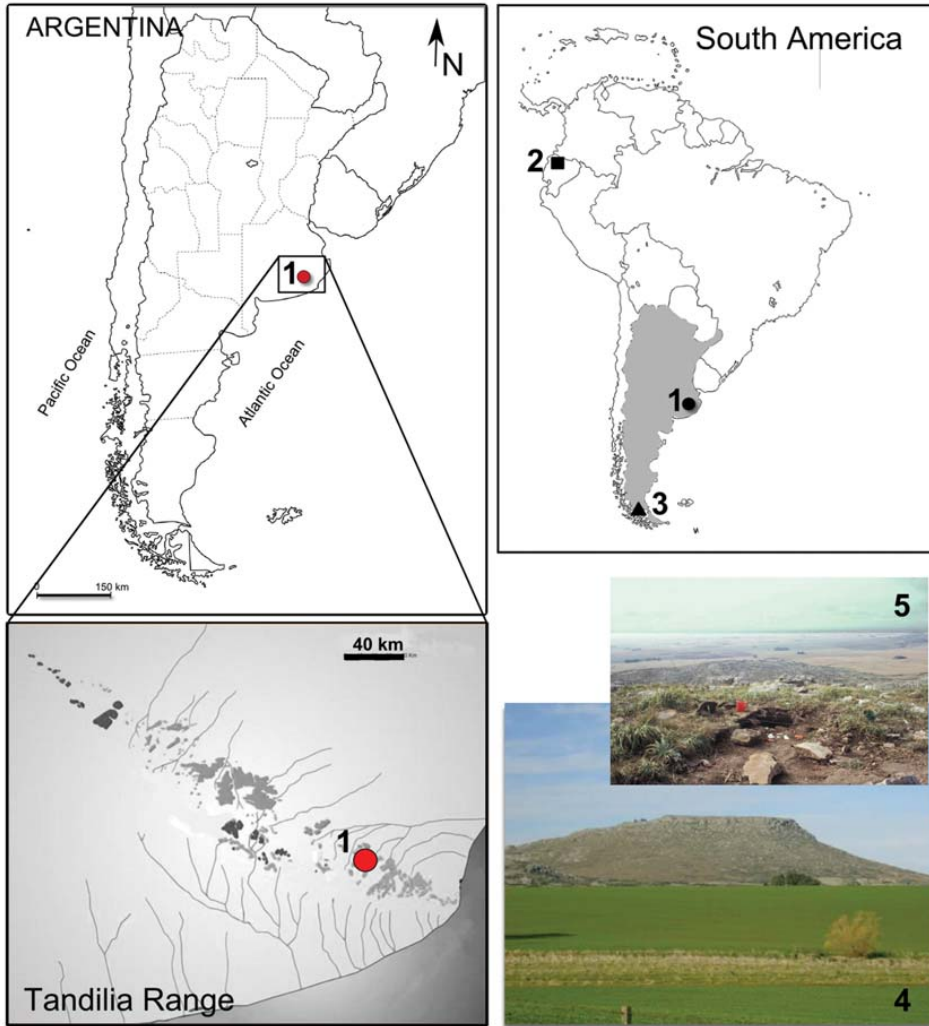 ARGENTINA
N
1
Pacific Ocean
Atlantic Ocean
0
150 km
South America
2
1
3
40 km
1
Tandilia Range
5
4